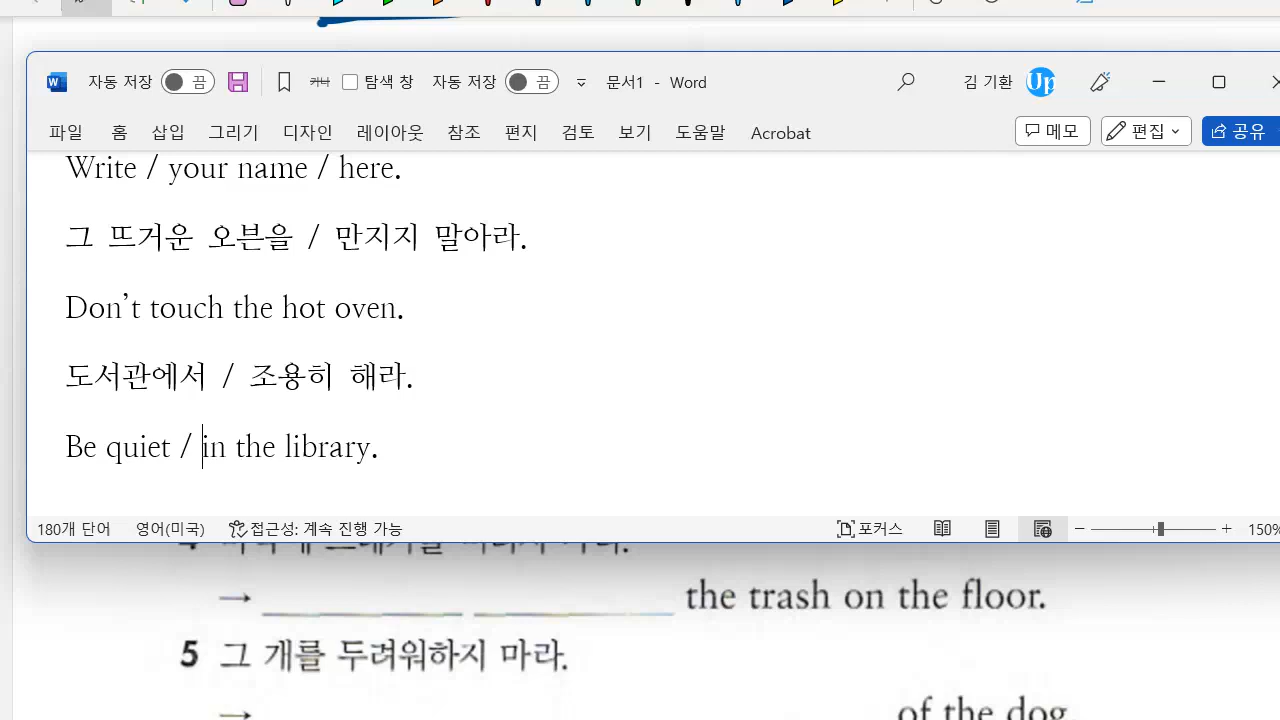 자동 저장 끔 가나 탐색 창 자동 저장 끔 문서1 - Word 김 기환 Up
파일 홈 삽입 그리기 디자인 레이아웃 참조 편지 검토 보기 도움말 Acrobat 메모 편집 공유
Write / your name / here.
그 뜨거운 오븐을 / 만지지 말아라.
Don't touch the hot oven.
도서관에서 / 조용히 해라.
Be quiet / in the library.
180개 단어 영어(미국) 접근성: 계속 진행 가능 포커스 150%
→ the trash on the floor.
5 그 개를 두려워하지 마라.
→ of the dog.